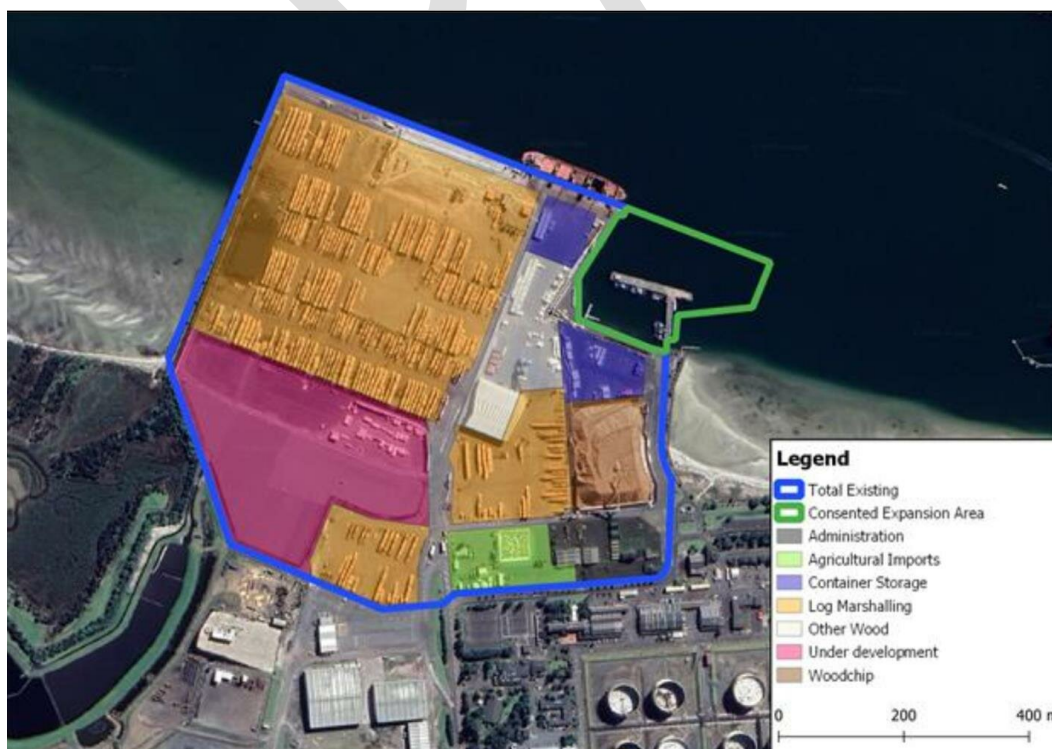 Legend
Total Existing
Consented Expansion Area
Administration
Agricultural Imports
Container Storage
Log Marshalling
Other Wood
Under development
Woodchip
0 200 400 m